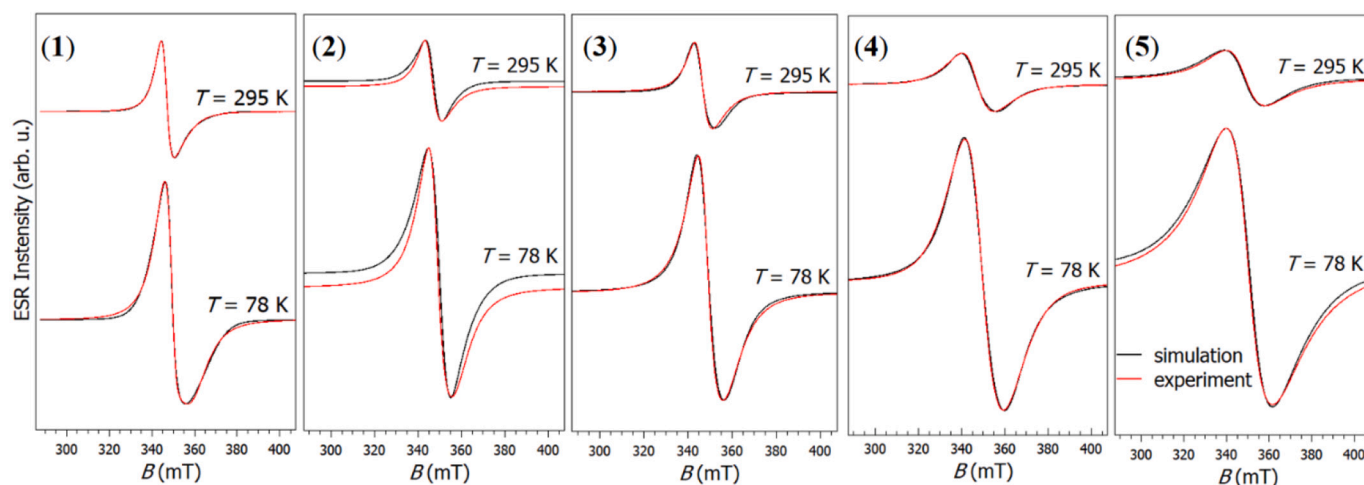 (1) (2) (3) (4) (5)
T = 295 K T = 295 K T = 295 K T = 295 K T = 295 K
ESR Instensity (arb. u.)
T = 78 K T = 78 K T = 78 K T = 78 K T = 78 K
simulation
experiment
300 320 340 360 380 400 300 320 340 360 380 400 300 320 340 360 380 400 300 320 340 360 380 400 300 320 340 360 380 400
B (mT) B (mT) B (mT) B (mT) B (mT)